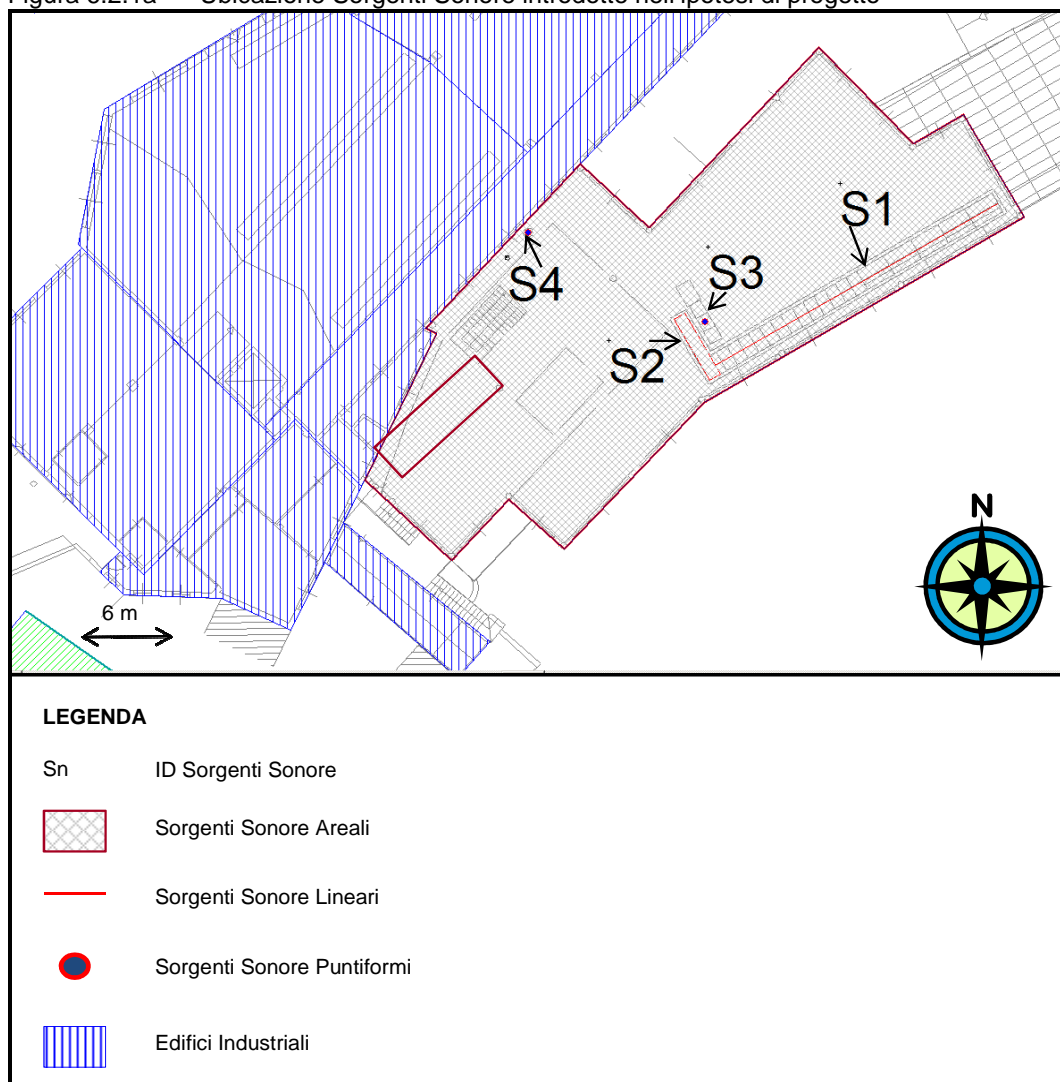 Ubicazione Sorgenti Sonore introdotte nell'ipotesi di progetto
S1
S3
S4
S2
N
6 m
LEGENDA
Sn ID Sorgenti Sonore
Sorgenti Sonore Areali
Sorgenti Sonore Lineari
Sorgenti Sonore Puntiformi
Edifici Industriali